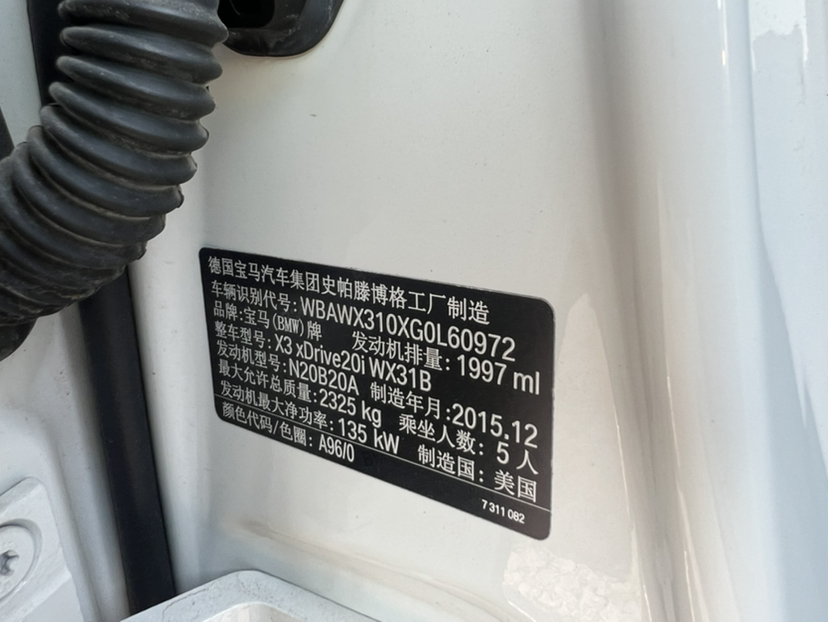 德国宝马汽车集团史帕滕博格工厂制造
车辆识别代号: WBAWX310XG0L60972
品牌: 宝马(BMW)牌 发动机排量: 1997 ml
整车型号: X3 xDrive20i WX31B
发动机型号: N20B20A 制造年月: 2015.12
最大允许总质量: 2325 kg 乘坐人数: 5 人
发动机最大净功率: 135 kW 制造国: 美国
颜色代码/色圈: A96/0
7 311 082